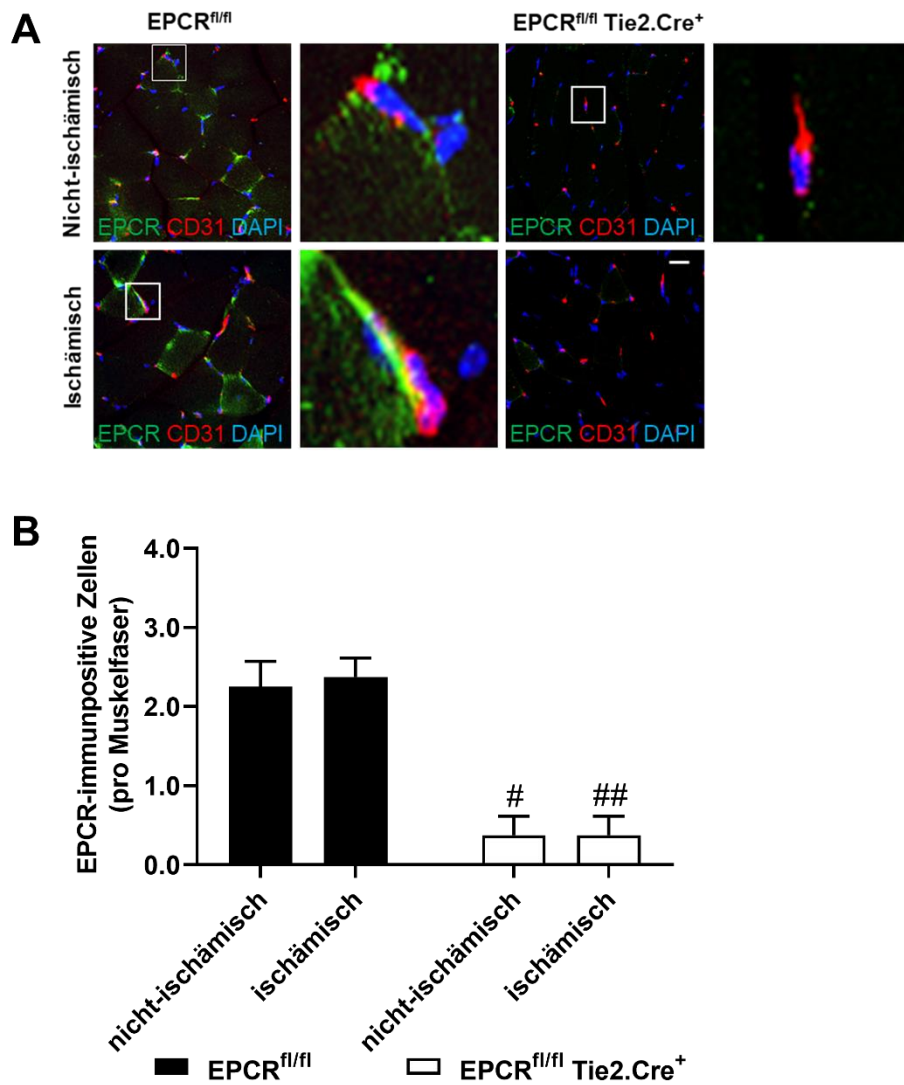 A
EPCRfl/fl
EPCRfl/fl Tie2.Cre+
Nicht-ischämisch
EPCR CD31 DAPI
EPCR CD31 DAPI
Ischämisch
EPCR CD31 DAPI
EPCR CD31 DAPI
B
EPCR-immunpositive Zellen
(pro Muskelfaser)
4.0
3.0
2.0
1.0
0.0
#
##
nicht-ischämisch
ischämisch
nicht-ischämisch
ischämisch
EPCRfl/fl
EPCRfl/fl Tie2.Cre+